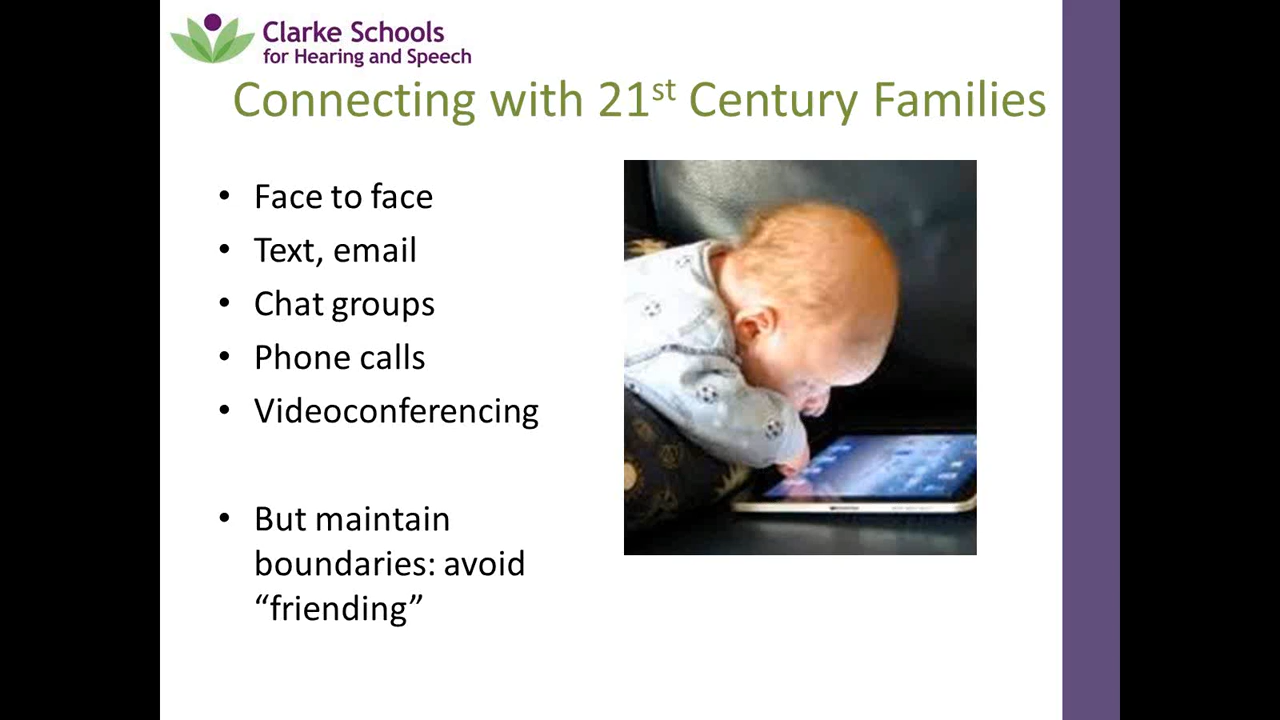 Clarke Schools
for Hearing and Speech
Connecting with 21st Century Families
• Face to face
• Text, email
• Chat groups
• Phone calls
• Videoconferencing
• But maintain
boundaries: avoid
“friending”